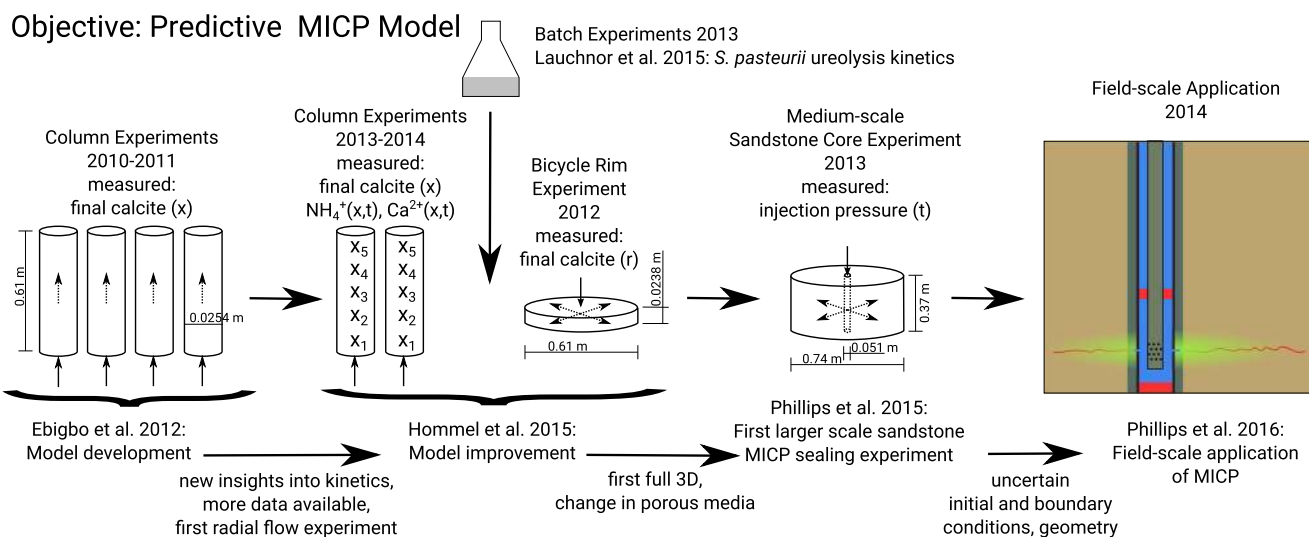 Objective: Predictive MICP Model
Batch Experiments 2013
Lauchnor et al. 2015: S. pasteurii ureolysis kinetics
Column Experiments
2010-2011
measured:
final calcite (x)
0.61 m
0.0254 m
Column Experiments
2013-2014
measured:
final calcite (x)
NH₄⁺(x,t), Ca²⁺(x,t)
x₅
x₄
x₃
x₂
x₁
x₅
x₄
x₃
x₂
x₁
Bicycle Rim
Experiment
2012
measured:
final calcite (r)
0.0238 m
0.61 m
Medium-scale
Sandstone Core Experiment
2013
measured:
injection pressure (t)
0.37 m
0.051 m
0.74 m
Field-scale Application
2014
Ebigbo et al. 2012:
Model development
new insights into kinetics,
more data available,
first radial flow experiment
Hommel et al. 2015:
Model improvement
first full 3D,
change in porous media
Phillips et al. 2015:
First larger scale sandstone
MICP sealing experiment
uncertain
initial and boundary
conditions, geometry
Phillips et al. 2016:
Field-scale application
of MICP